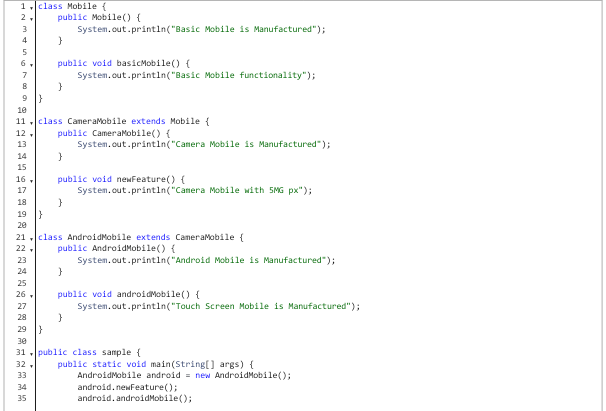 1 class Mobile {
2 public Mobile() {
3 System.out.println("Basic Mobile is Manufactured");
4 }
5
6 public void basicMobile() {
7 System.out.println("Basic Mobile functionality");
8 }
9 }
10
11 class CameraMobile extends Mobile {
12 public CameraMobile() {
13 System.out.println("Camera Mobile is Manufactured");
14 }
15
16 public void newFeature() {
17 System.out.println("Camera Mobile with 5MG px");
18 }
19 }
20
21 class AndroidMobile extends CameraMobile {
22 public AndroidMobile() {
23 System.out.println("Android Mobile is Manufactured");
24 }
25
26 public void androidMobile() {
27 System.out.println("Touch Screen Mobile is Manufactured");
28 }
29 }
30
31 public class sample {
32 public static void main(String[] args) {
33 AndroidMobile android = new AndroidMobile();
34 android.newFeature();
35 android.androidMobile();